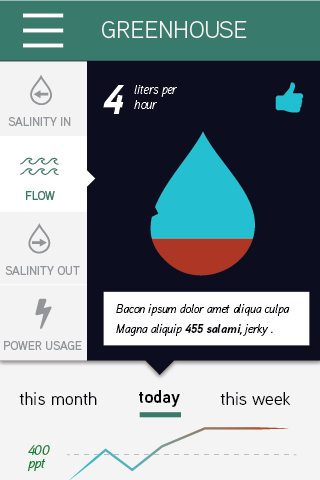 GREENHOUSE
SALINITY IN
FLOW
SALINITY OUT
POWER USAGE
4 liters per
hour
Bacon ipsum dolor amet aliqua culpa
Magna aliquip 455 salami, jerky .
this month today this week
400
ppt